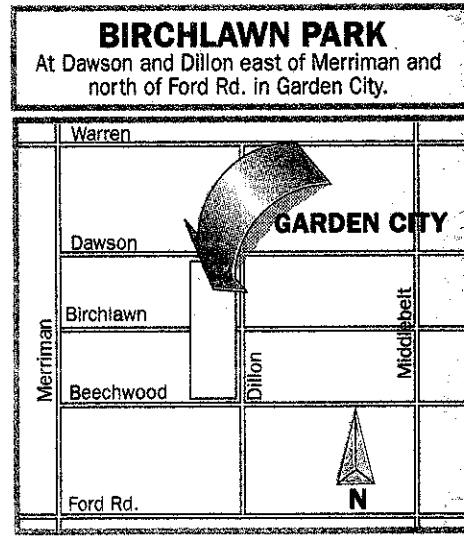 BIRCHLAWN PARK
At Dawson and Dillon east of Merriman and
north of Ford Rd. in Garden City.
Warren
GARDEN CITY
Dawson
Birchlawn
Merriman
Dillon
Middlebelt
Beechwood
Ford Rd.
N